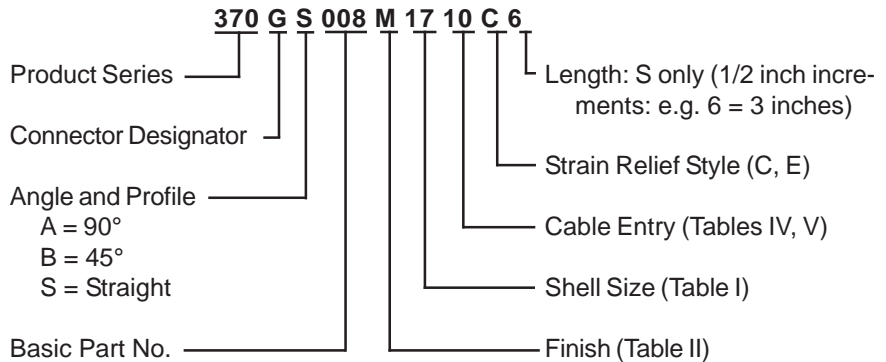 370 G S 008 M 17 10 C 6
Product Series
Connector Designator
Angle and Profile
A = 90°
B = 45°
S = Straight
Basic Part No.
Length: S only (1/2 inch incre-
ments: e.g. 6 = 3 inches)
Strain Relief Style (C, E)
Cable Entry (Tables IV, V)
Shell Size (Table I)
Finish (Table II)